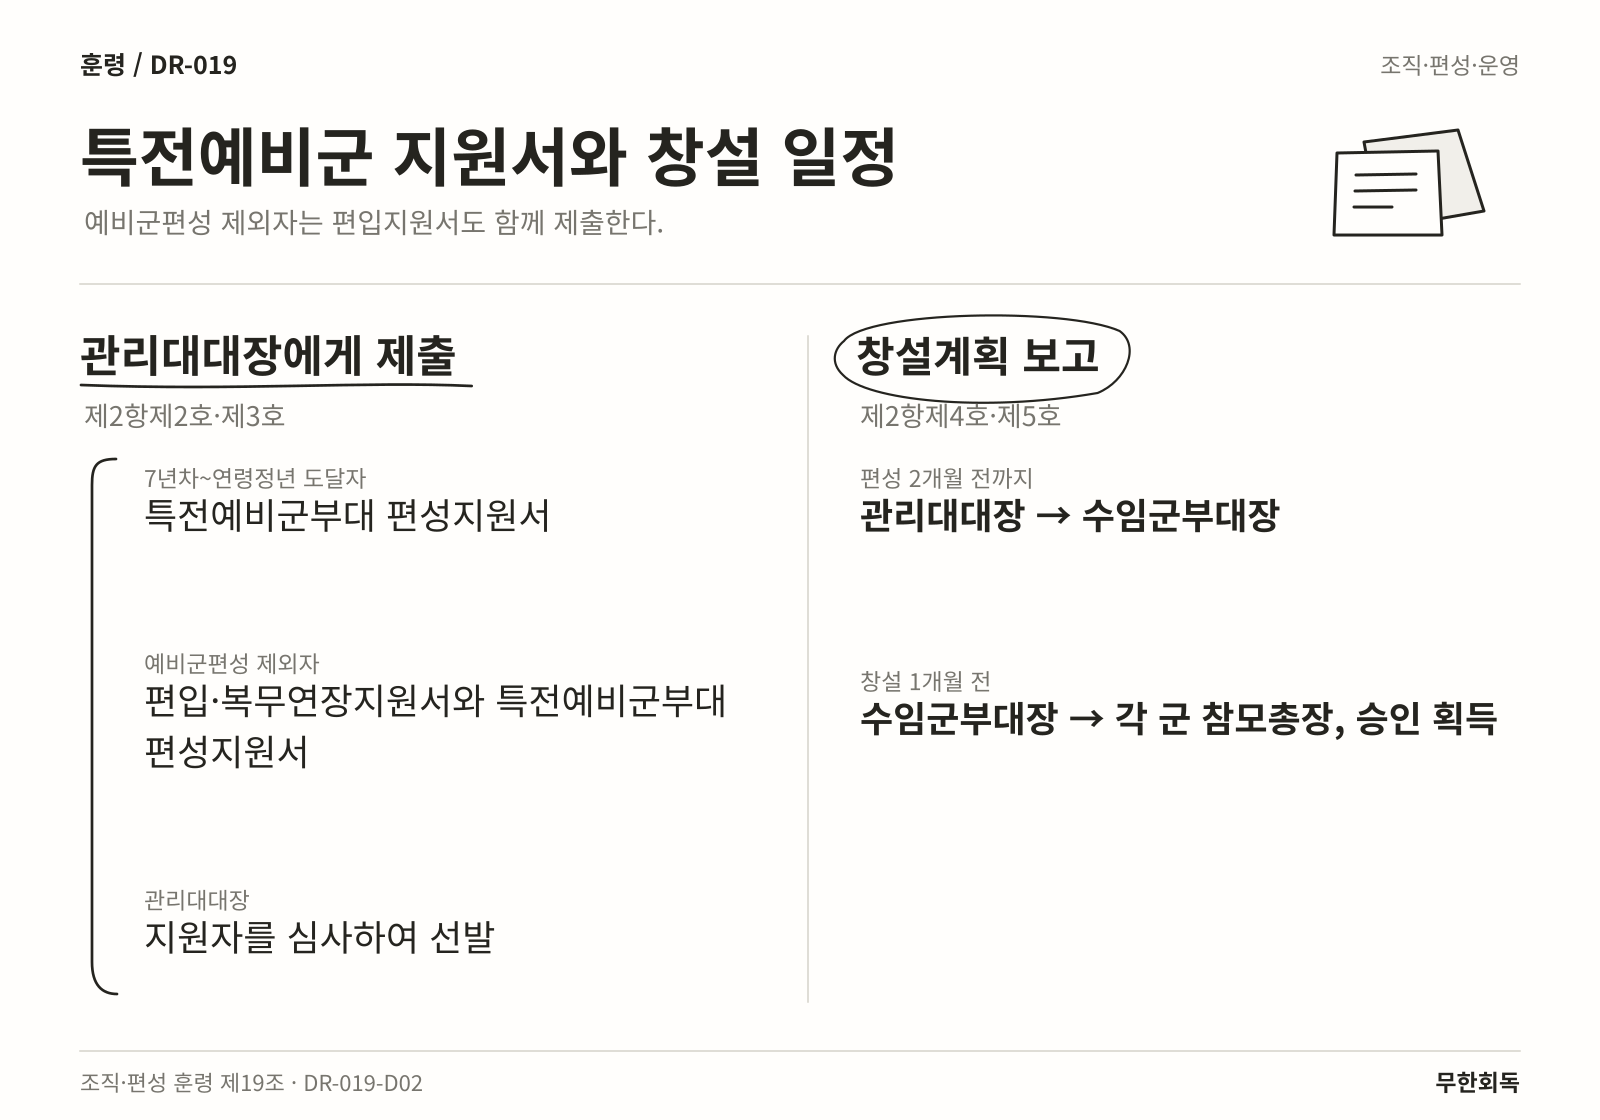 훈령 / DR-019
조직·편성·운영
특전예비군 지원서와 창설 일정
예비군편성 제외자는 편입지원서도 함께 제출한다.
관리대대장에게 제출
제2항제2호·제3호
7년차~연령정년 도달자
특전예비군부대 편성지원서
예비군편성 제외자
편입·복무연장지원서와 특전예비군부대
편성지원서
관리대대장
지원자를 심사하여 선발
창설계획 보고
제2항제4호·제5호
편성 2개월 전까지
관리대대장 → 수임군부대장
창설 1개월 전
수임군부대장 → 각 군 참모총장, 승인 획득
조직·편성 훈령 제19조 · DR-019-D02
무한회독